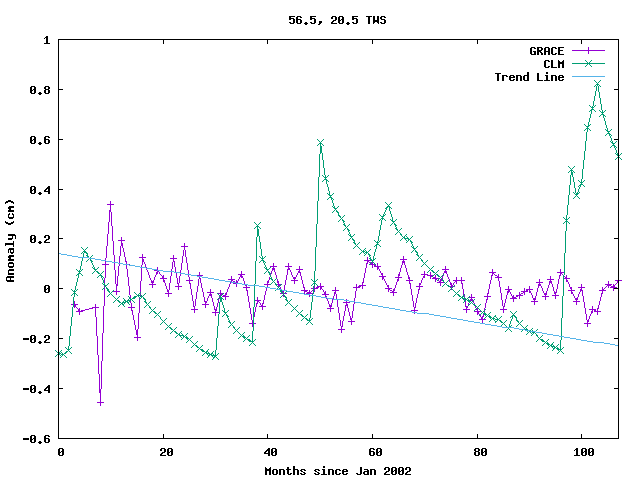 56.5, 20.5 TWS
GRACE
CLM
Trend Line
Anomaly (cm)
1
0.8
0.6
0.4
0.2
0
-0.2
-0.4
-0.6
0 20 40 60 80 100
Months since Jan 2002